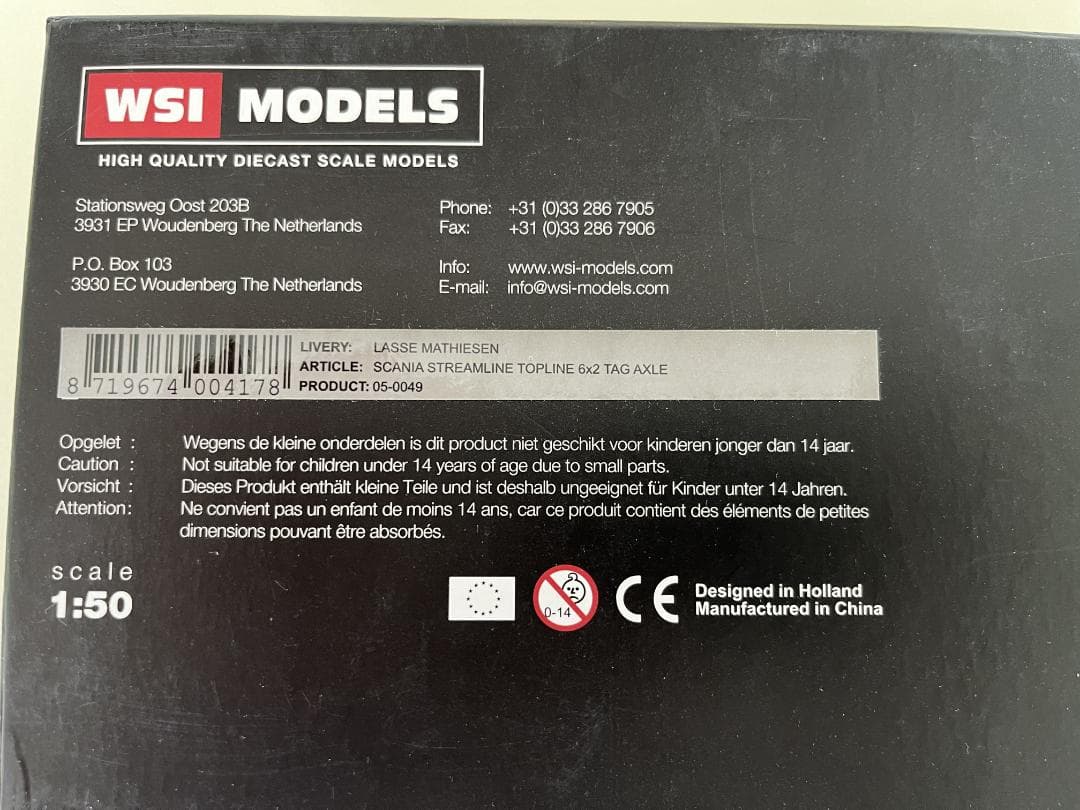 WSI MODELS
HIGH QUALITY DIECAST SCALE MODELS
Stationsweg Oost 203B
3931 EP Woudenberg The Netherlands
P.O. Box 103
3930 EC Woudenberg The Netherlands
Phone: +31 (0)33 286 7905
Fax: +31 (0)33 286 7906
Info: www.wsi-models.com
E-mail: info@wsi-models.com
8 719674 004178
LIVERY: LASSE MATHIESEN
ARTICLE: SCANIA STREAMLINE TOPLINE 6x2 TAG AXLE
PRODUCT: 05-0049
Opgelet : Wegens de kleine onderdelen is dit product niet geschikt voor kinderen jonger dan 14 jaar.
Caution : Not suitable for children under 14 years of age due to small parts.
Vorsicht : Dieses Produkt enthält kleine Teile und ist deshalb ungeeignet für Kinder unter 14 Jahren.
Attention: Ne convient pas un enfant de moins 14 ans, car ce produit contient des éléments de petites
dimensions pouvant être absorbés.
scale
1:50
0-14
CE
Designed in Holland
Manufactured in China